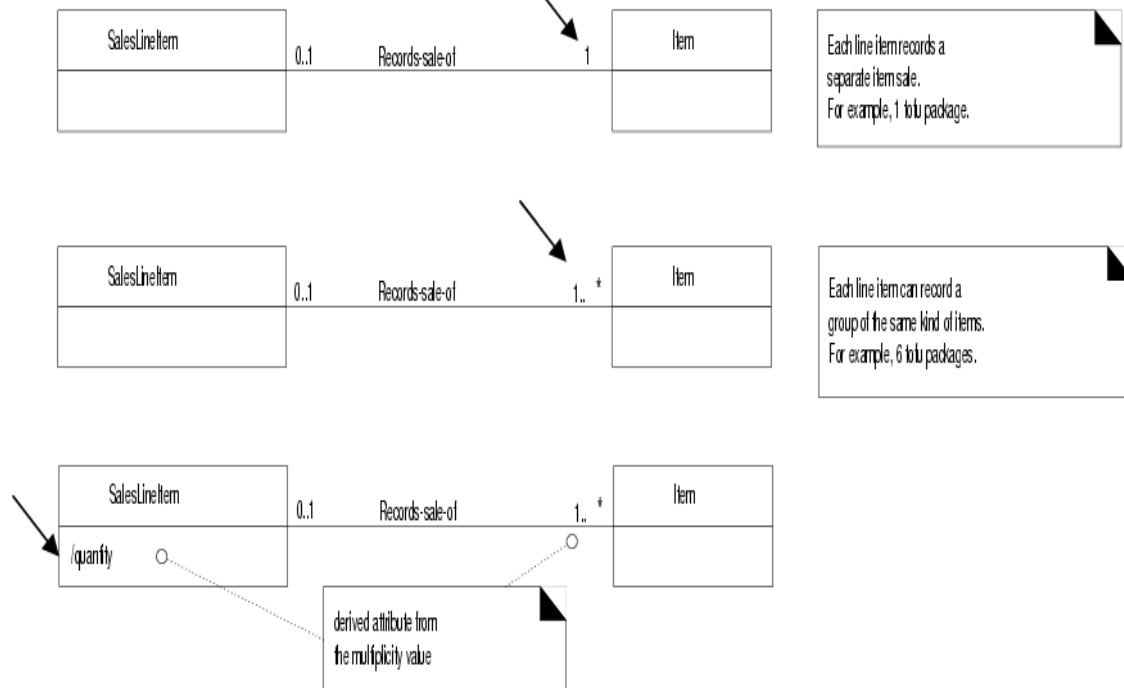 SalesLineItem
0..1
Records-sale-of
1
Item
Each line item records a
separate item sale.
For example, 1 tofu package.
SalesLineItem
0..1
Records-sale-of
1.. *
Item
Each line item can record a
group of the same kind of items.
For example, 6 tofu packages.
SalesLineItem
0..1
Records-sale-of
1.. *
Item
/quantity
derived attribute from
the multiplicity value